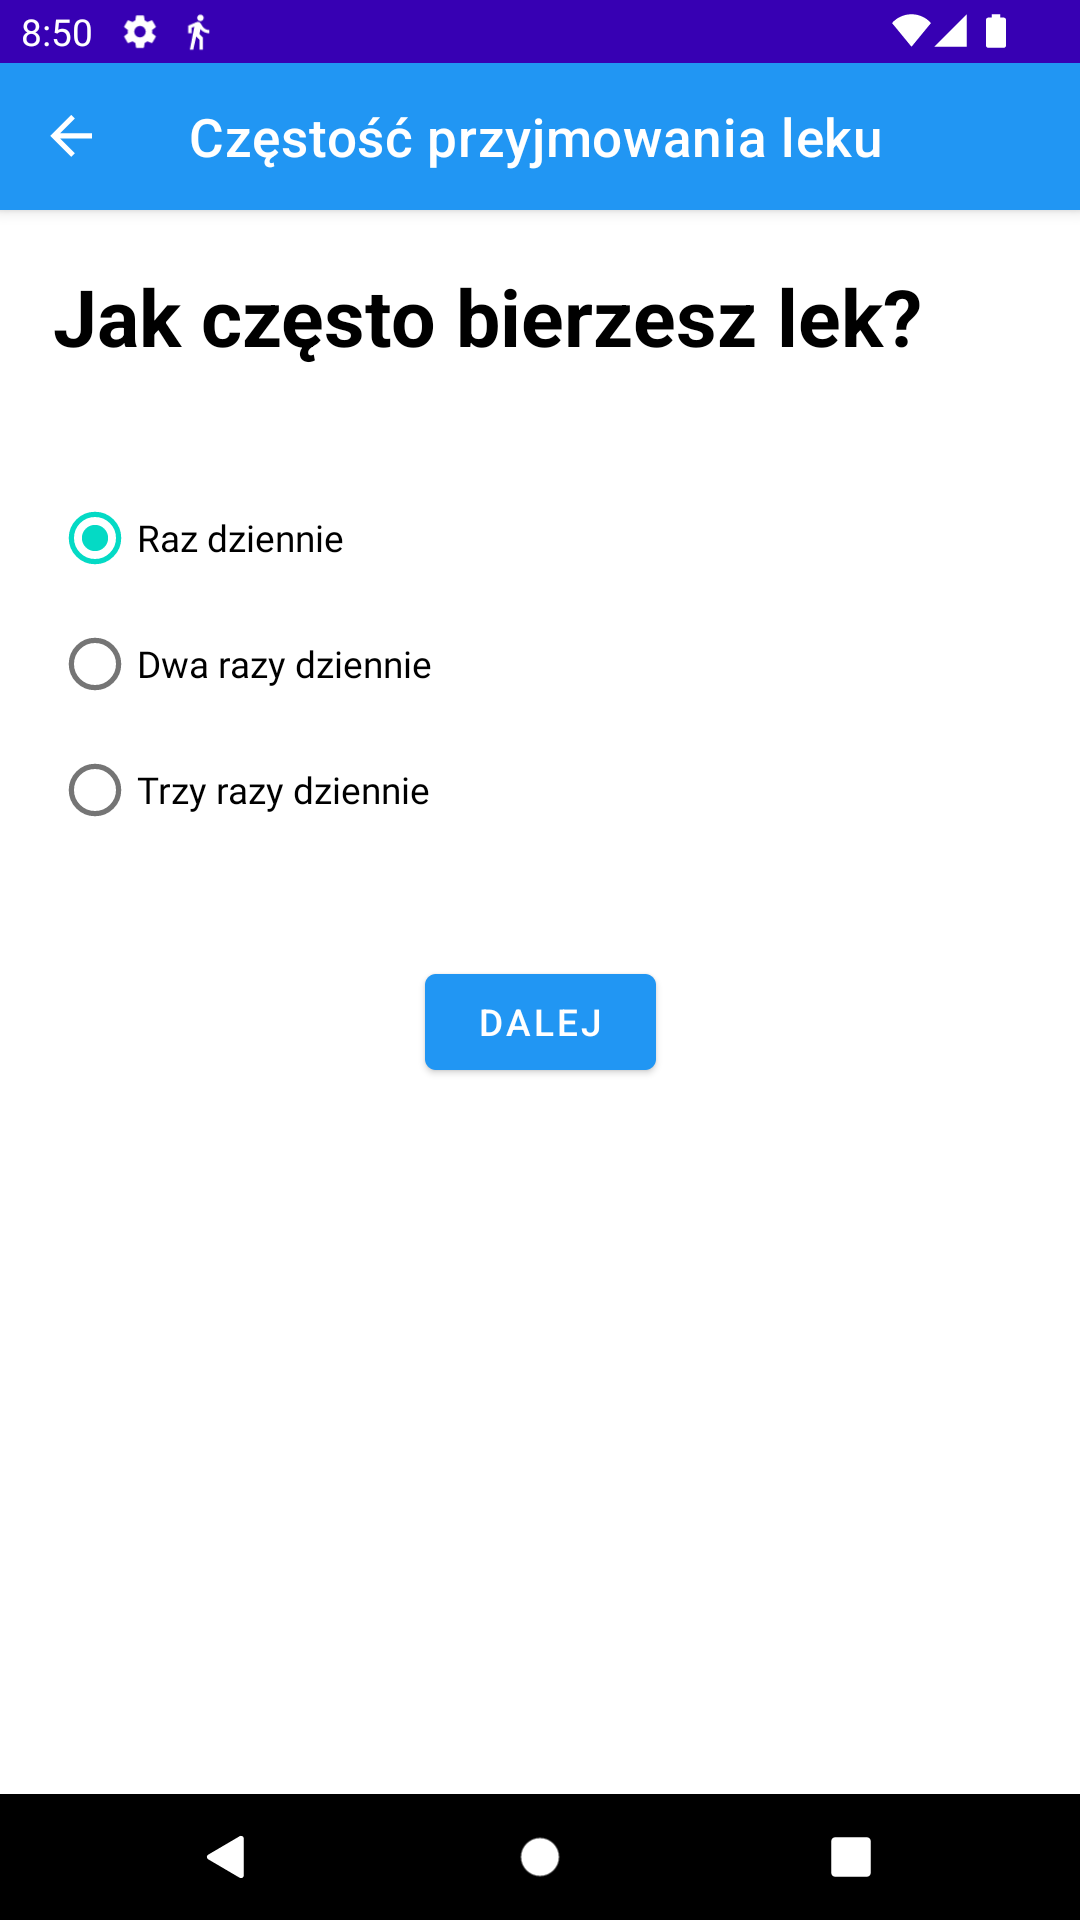 8:50
Częstość przyjmowania leku
Jak często bierzesz lek?
Raz dziennie
Dwa razy dziennie
Trzy razy dziennie
DALEJ